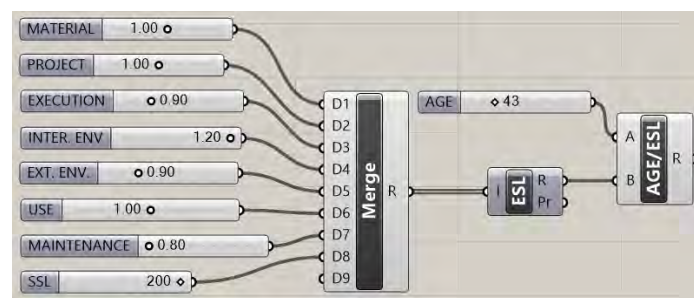 MATERIAL 1.00
PROJECT 1.00
EXECUTION 0.90
INTER. ENV 1.20
EXT. ENV. 0.90
USE 1.00
MAINTENANCE 0.80
SSL 200
D1
D2
D3
D4
D5
D6
D7
D8
D9
Merge
R
AGE 43
I
ESL
R
Pr
A
B
AGE/ESL
R